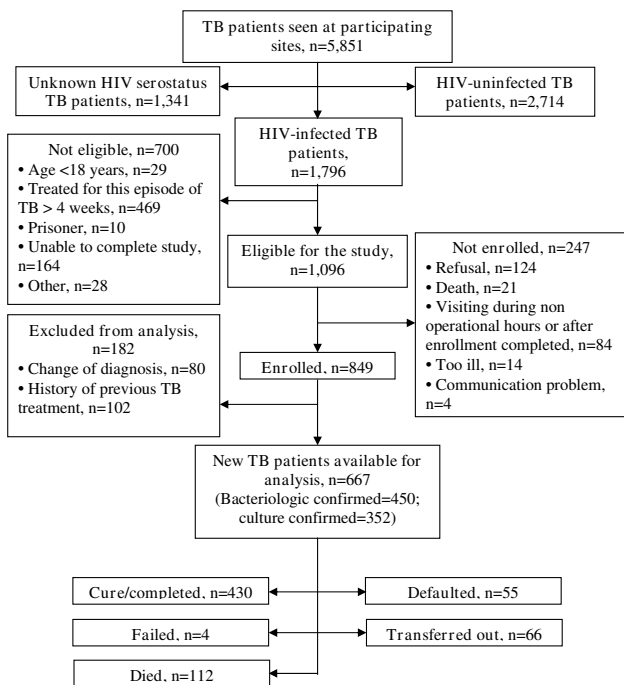 TB patients seen at participating
sites, n=5,851
Unknown HIV serostatus
TB patients, n=1,341
HIV-uninfected TB
patients, n=2,714
HIV-infected TB
patients,
n=1,796
Not eligible, n=700
• Age <18 years, n=29
• Treated for this episode of
TB > 4 weeks, n=469
• Prisoner, n=10
• Unable to complete study,
n=164
• Other, n=28
Eligible for the study,
n=1,096
Not enrolled, n=247
• Refusal, n=124
• Death, n=21
• Visiting during non
operational hours or after
enrollment completed, n=84
• Too ill, n=14
• Communication problem,
n=4
Excluded from analysis,
n=182
• Change of diagnosis, n=80
• History of previous TB
treatment, n=102
Enrolled, n=849
New TB patients available for
analysis, n=667
(Bacteriologic confirmed=450;
culture confirmed=352)
Cure/completed, n=430
Defaulted, n=55
Failed, n=4
Transferred out, n=66
Died, n=112